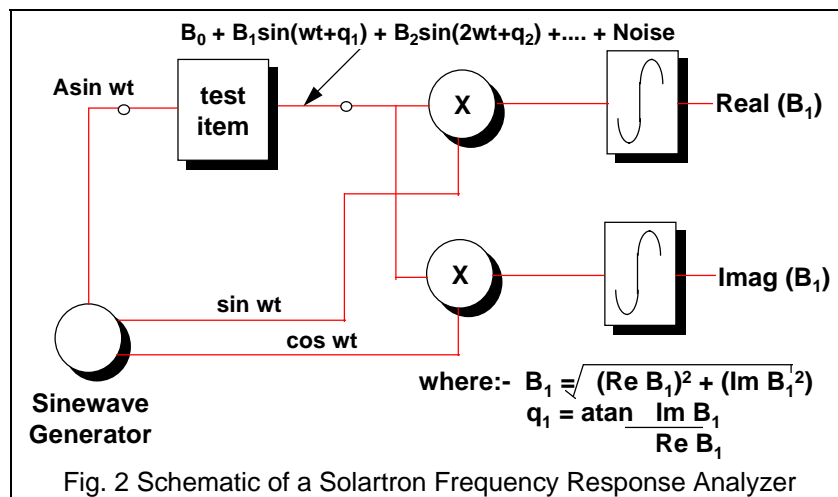 B₀ + B₁sin(wt+q₁) + B₂sin(2wt+q₂) +.... + Noise
Asin wt
test
item
X
Real (B₁)
X
Imag (B₁)
sin wt
cos wt
Sinewave
Generator
where:- B₁ = √(Re B₁)² + (Im B₁²)
q₁ = atan Im B₁
Re B₁
Fig. 2 Schematic of a Solartron Frequency Response Analyzer